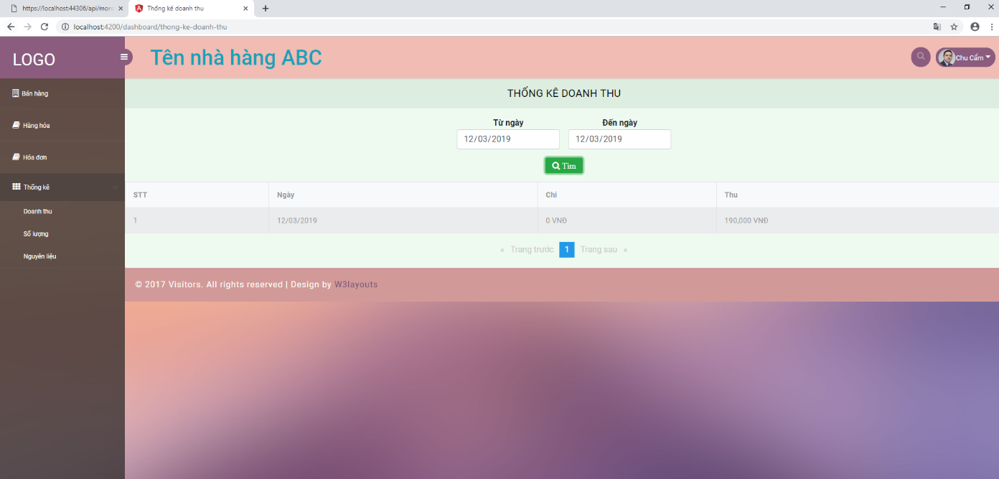 https://localhost:44306/api/mon
Thống kê doanh thu
localhost:4200/dashboard/thong-ke-doanh-thu
LOGO
Tên nhà hàng ABC
Chu Cẩm
Bán hàng
Hàng hóa
Hóa đơn
Thống kê
Doanh thu
Số lượng
Nguyên liệu
THỐNG KÊ DOANH THU
Từ ngày Đến ngày
12/03/2019 12/03/2019
Tìm
STT Ngày Chi Thu
1 12/03/2019 0 VNĐ 190,000 VNĐ
« Trang trước 1 Trang sau »
© 2017 Visitors. All rights reserved | Design by W3layouts